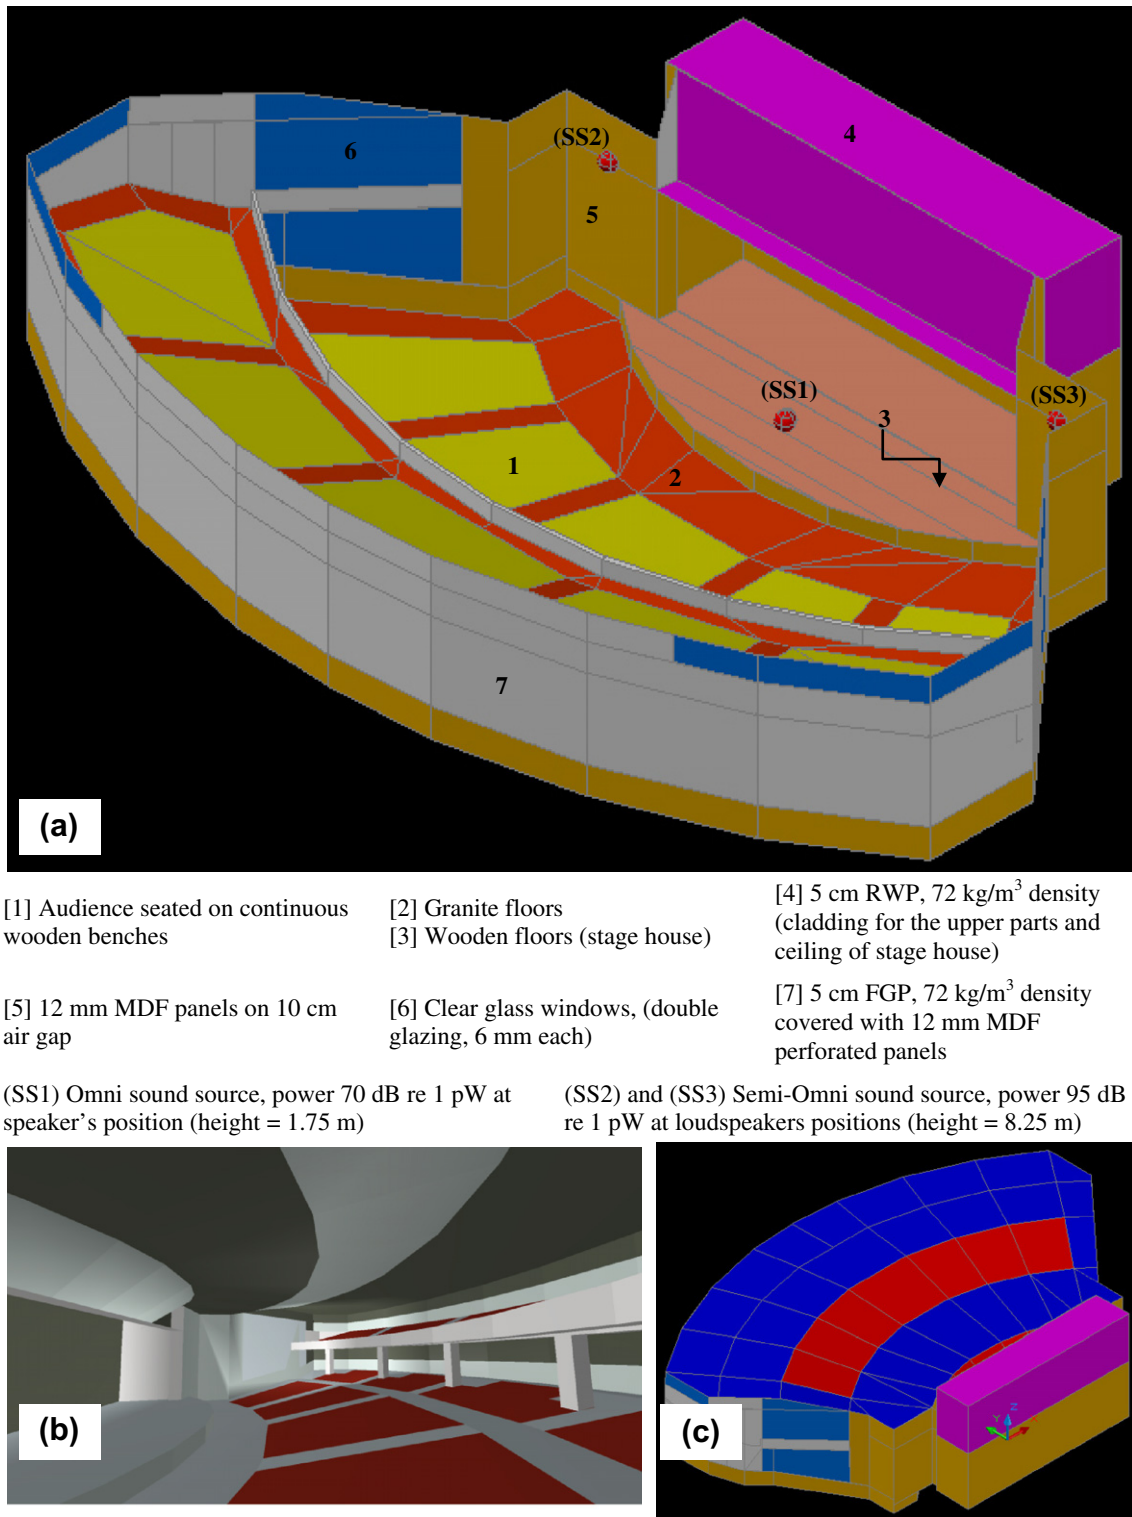 (SS2)
4
6
5
(SS1)
(SS3)
3
1
2
7
(a)
[1] Audience seated on continuous
wooden benches
[2] Granite floors
[3] Wooden floors (stage house)
[4] 5 cm RWP, 72 kg/m³ density
(cladding for the upper parts and
ceiling of stage house)
[5] 12 mm MDF panels on 10 cm
air gap
[6] Clear glass windows, (double
glazing, 6 mm each)
[7] 5 cm FGP, 72 kg/m³ density
covered with 12 mm MDF
perforated panels
(SS1) Omni sound source, power 70 dB re 1 pW at
speaker's position (height = 1.75 m)
(SS2) and (SS3) Semi-Omni sound source, power 95 dB
re 1 pW at loudspeakers positions (height = 8.25 m)
(b)
(c)
Y
Z